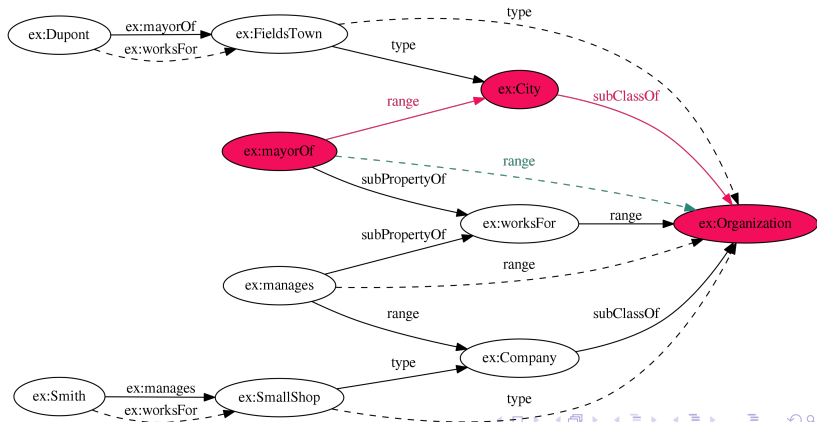 type
ex:Dupont
ex:mayorOf
ex:FieldsTown
ex:worksFor
type
ex:City
subClassOf
range
ex:mayorOf
range
subPropertyOf
ex:worksFor
range
ex:Organization
subPropertyOf
range
ex:manages
range
subClassOf
ex:Company
type
ex:Smith
ex:manages
ex:SmallShop
ex:worksFor
type